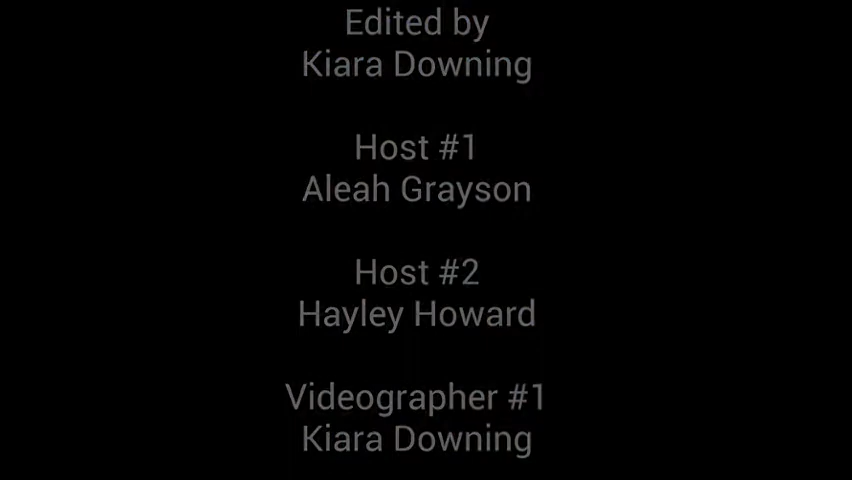 Edited by
Kiara Downing
Host #1
Aleah Grayson
Host #2
Hayley Howard
Videographer #1
Kiara Downing